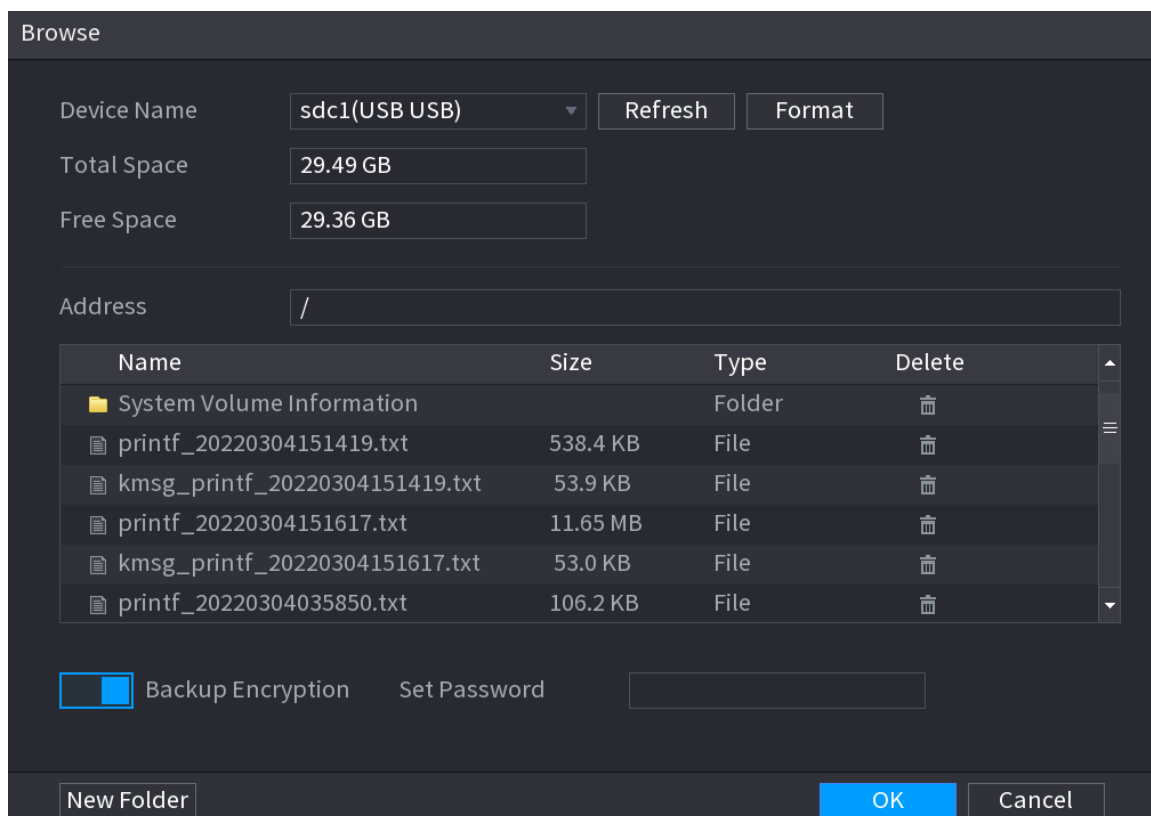 Browse
Device Name sdc1(USB USB) Refresh Format
Total Space 29.49 GB
Free Space 29.36 GB
Address /
Name Size Type Delete
System Volume Information Folder
printf_20220304151419.txt 538.4 KB File
kmsg_printf_20220304151419.txt 53.9 KB File
printf_20220304151617.txt 11.65 MB File
kmsg_printf_20220304151617.txt 53.0 KB File
printf_20220304035850.txt 106.2 KB File
Backup Encryption Set Password
New Folder OK Cancel